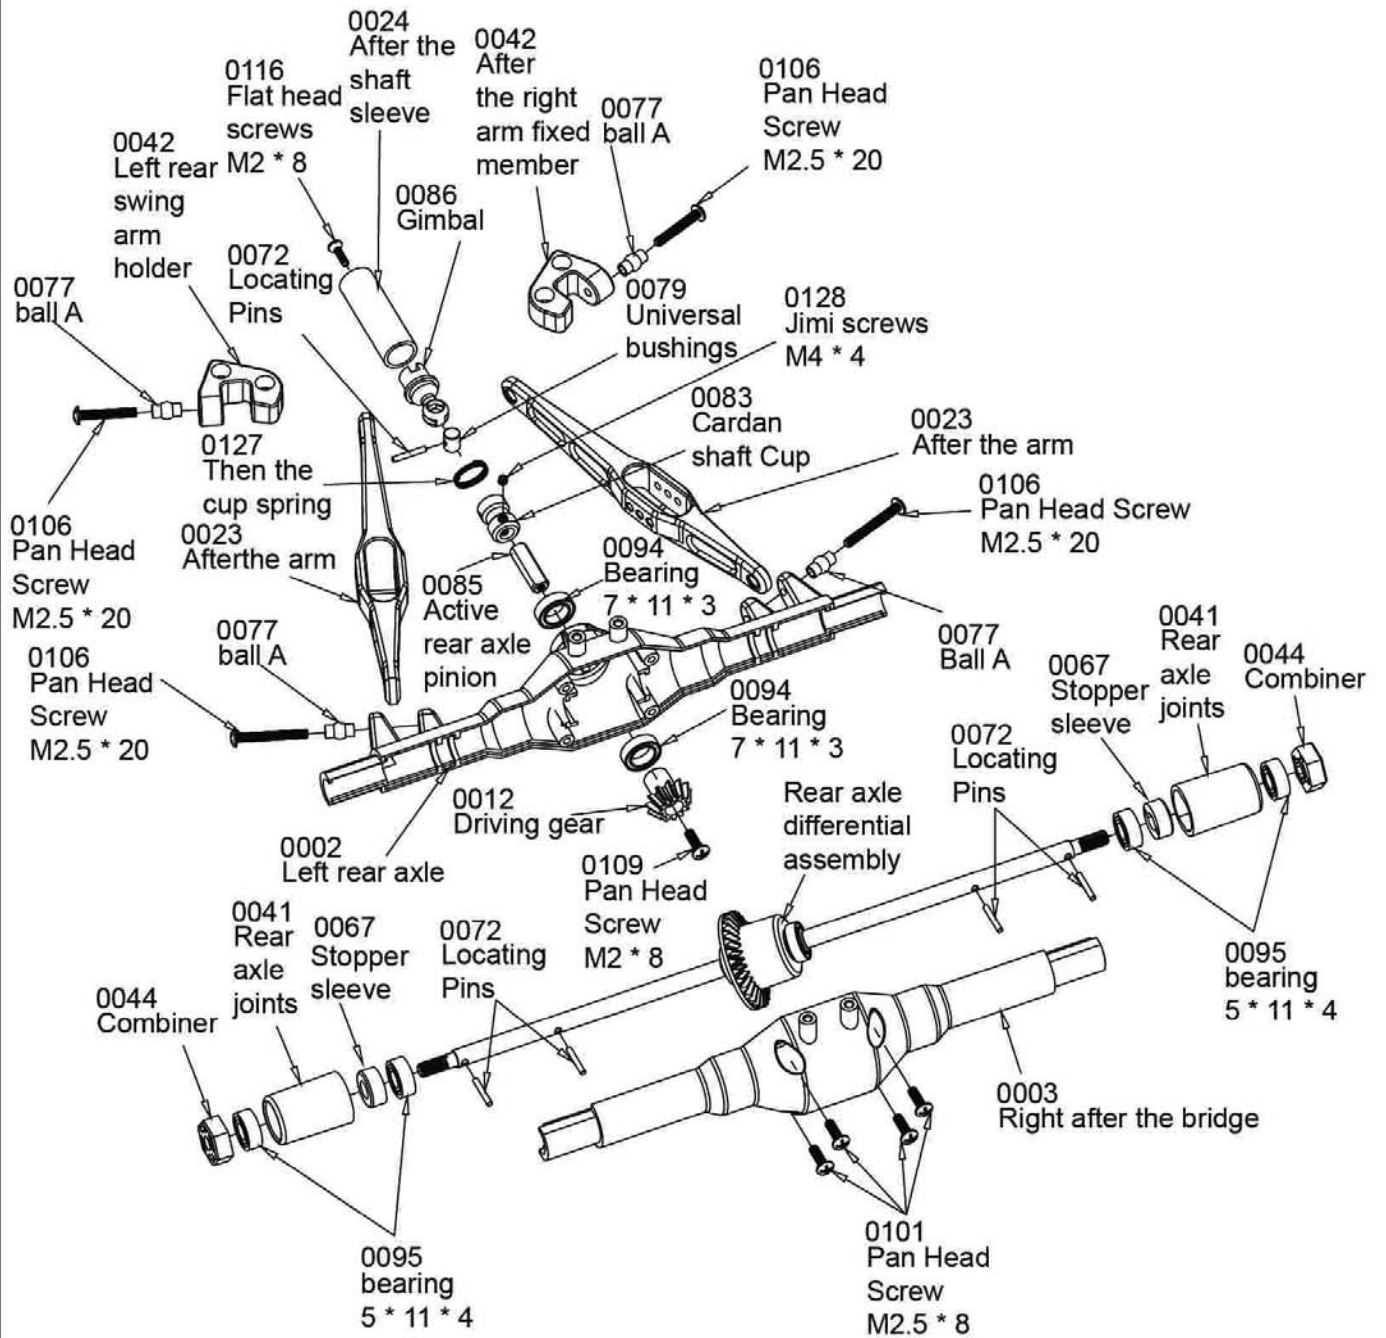 0024
After the
shaft
sleeve
0042
After
the right
arm fixed
member
0116
Flat head
screws
M2 * 8
0106
Pan Head
Screw
M2.5 * 20
0077
ball A
0042
Left rear
swing
arm
holder
0086
Gimbal
0072
Locating
Pins
0077
ball A
0079
Universal
bushings
0128
Jimi screws
M4 * 4
0083
Cardan
shaft Cup
0023
After the arm
0127
Then the
cup spring
0106
Pan Head Screw
M2.5 * 20
0106
Pan Head
Screw
M2.5 * 20
0023
Afterthe arm
0094
Bearing
7 * 11 * 3
0085
Active
rear axle
pinion
0077
ball A
0077
Ball A
0041
Rear
axle
joints
0044
Combiner
0067
Stopper
sleeve
0106
Pan Head
Screw
M2.5 * 20
0094
Bearing
7 * 11 * 3
0072
Locating
Pins
0012
Driving gear
Rear axle
differential
assembly
0002
Left rear axle
0109
Pan Head
Screw
M2 * 8
0041
Rear
axle
joints
0067
Stopper
sleeve
0072
Locating
Pins
0095
bearing
5 * 11 * 4
0044
Combiner
0003
Right after the bridge
0095
bearing
5 * 11 * 4
0101
Pan Head
Screw
M2.5 * 8